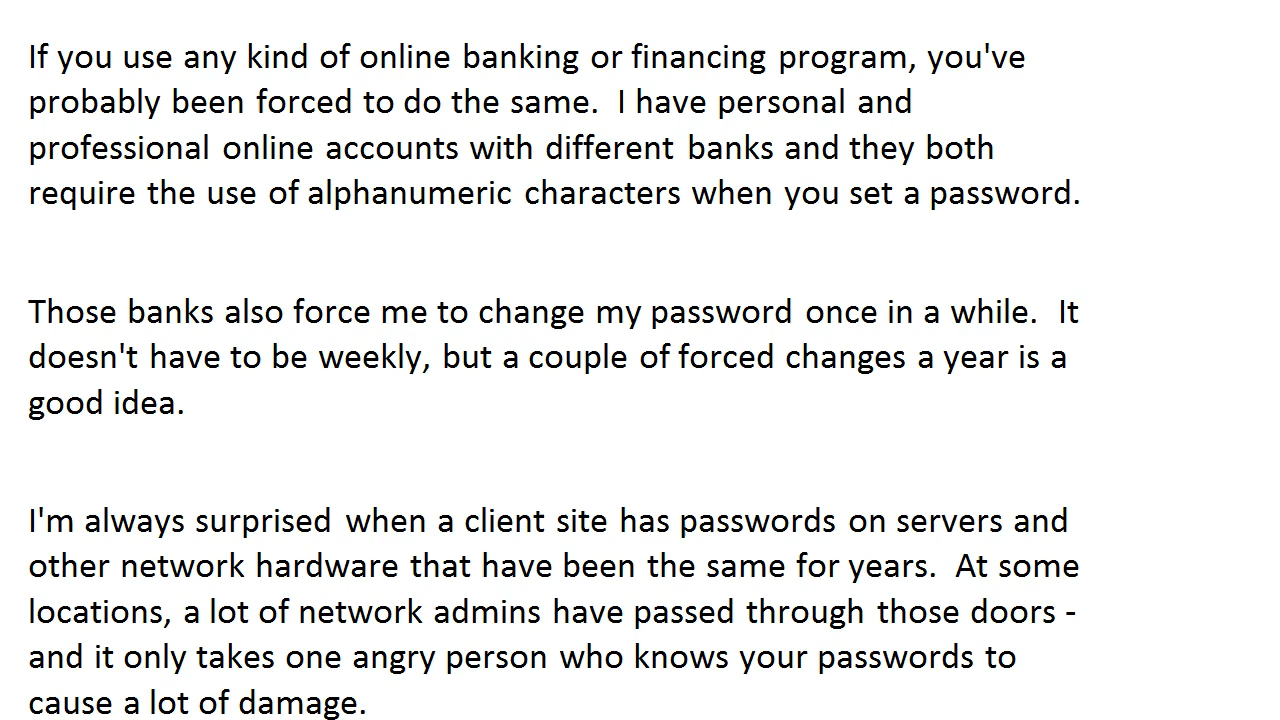 If you use any kind of online banking or financing program, you've
probably been forced to do the same.  I have personal and
professional online accounts with different banks and they both
require the use of alphanumeric characters when you set a password.
Those banks also force me to change my password once in a while.  It
doesn't have to be weekly, but a couple of forced changes a year is a
good idea.
I'm always surprised when a client site has passwords on servers and
other network hardware that have been the same for years.  At some
locations, a lot of network admins have passed through those doors -
and it only takes one angry person who knows your passwords to
cause a lot of damage.